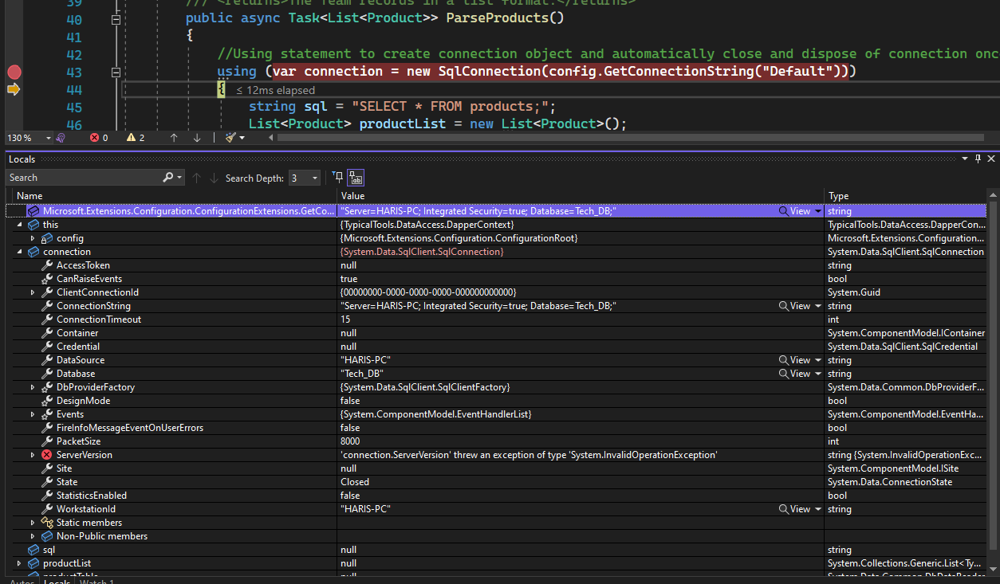 39 /// <returns>The Team records in a list format.</returns>
40 public async Task<List<Product>> ParseProducts()
41 {
42 //Using statement to create connection object and automatically close and dispose of connection onc
43 using (var connection = new SqlConnection(config.GetConnectionString("Default")))
44 { ≤ 12ms elapsed
45 string sql = "SELECT * FROM products;";
46 List<Product> productList = new List<Product>();
130 % 0 2
Locals
Search Search Depth: 3
Name Value Type
Microsoft.Extensions.Configuration.ConfigurationExtensions.GetCo... "Server=HARIS-PC; Integrated Security=true; Database=Tech_DB;" View string
this {TypicalTools.DataAccess.DapperContext} TypicalTools.DataAccess.DapperCon...
config {Microsoft.Extensions.Configuration.ConfigurationRoot} Microsoft.Extensions.Configuration....
connection {System.Data.SqlClient.SqlConnection} System.Data.SqlClient.SqlConnection
AccessToken null string
CanRaiseEvents true bool
ClientConnectionId {00000000-0000-0000-0000-000000000000} System.Guid
ConnectionString "Server=HARIS-PC; Integrated Security=true; Database=Tech_DB;" View string
ConnectionTimeout 15 int
Container null System.ComponentModel.IContainer
Credential null System.Data.SqlClient.SqlCredential
DataSource "HARIS-PC" View string
Database "Tech_DB" View string
DbProviderFactory {System.Data.SqlClient.SqlClientFactory} System.Data.Common.DbProviderF...
DesignMode false bool
Events {System.ComponentModel.EventHandlerList} System.ComponentModel.EventHa...
FireInfoMessageEventOnUserErrors false bool
PacketSize 8000 int
ServerVersion 'connection.ServerVersion' threw an exception of type 'System.InvalidOperationException' string {System.InvalidOperationExc...
Site null System.ComponentModel.ISite
State Closed System.Data.ConnectionState
StatisticsEnabled false bool
WorkstationId "HARIS-PC" View string
Static members
Non-Public members
sql null string
productList null System.Collections.Generic.List<Ty...
productTable null System.Data.Common.DbDataReader
Autos Locals Watch 1